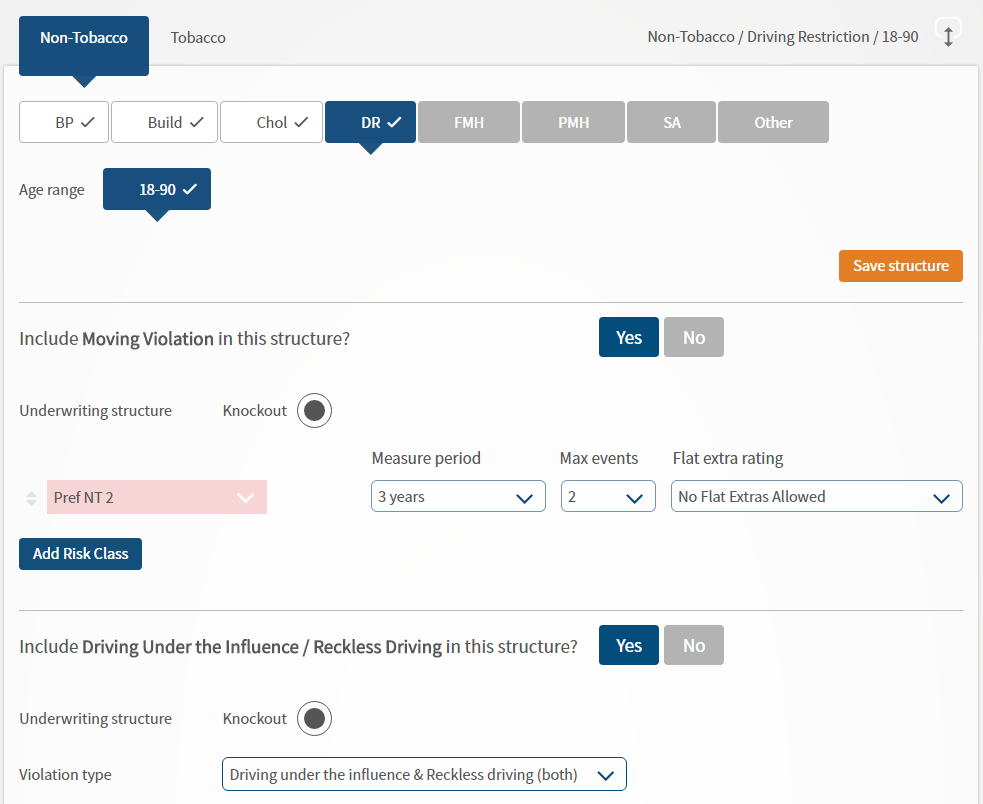 Non-Tobacco Tobacco Non-Tobacco / Driving Restriction / 18-90
BP Build Chol DR FMH PMH SA Other
Age range 18-90
Save structure
Include Moving Violation in this structure? Yes No
Underwriting structure Knockout
Measure period Max events Flat extra rating
Pref NT 2 3 years 2 No Flat Extras Allowed
Add Risk Class
Include Driving Under the Influence / Reckless Driving in this structure? Yes No
Underwriting structure Knockout
Violation type Driving under the influence & Reckless driving (both)